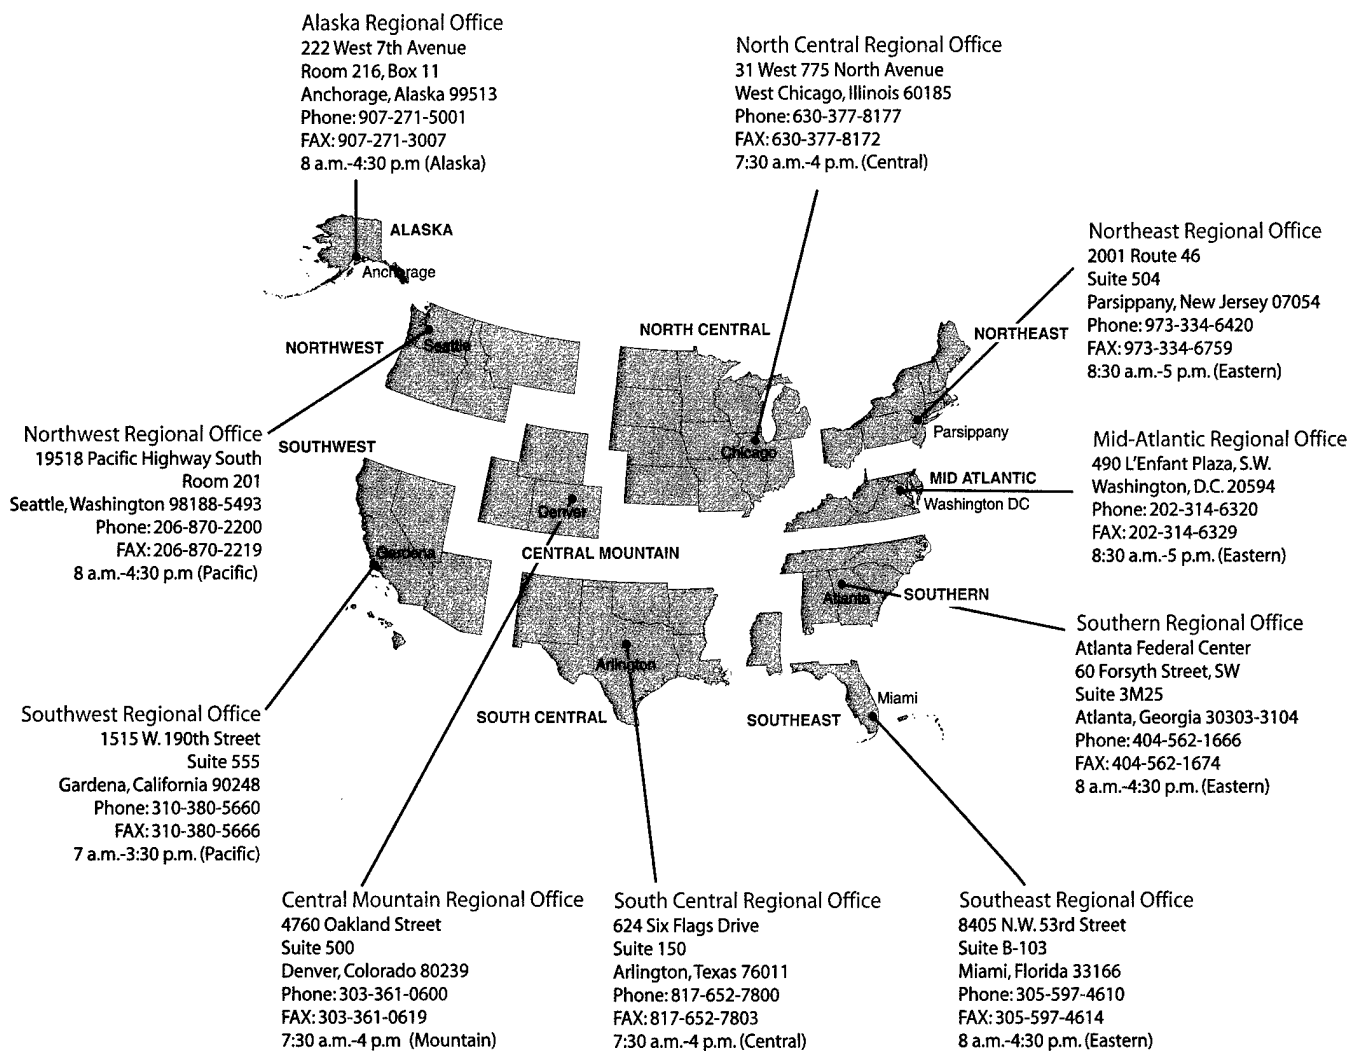 Alaska Regional Office
222 West 7th Avenue
Room 216, Box 11
Anchorage, Alaska 99513
Phone: 907-271-5001
FAX: 907-271-3007
8 a.m.-4:30 p.m (Alaska)
North Central Regional Office
31 West 775 North Avenue
West Chicago, Illinois 60185
Phone: 630-377-8177
FAX: 630-377-8172
7:30 a.m.-4 p.m. (Central)
ALASKA
Anchorage
Northeast Regional Office
2001 Route 46
Suite 504
Parsippany, New Jersey 07054
Phone: 973-334-6420
FAX: 973-334-6759
8:30 a.m.-5 p.m. (Eastern)
NORTHWEST
Seattle
NORTH CENTRAL
Chicago
NORTHEAST
Parsippany
Northwest Regional Office
19518 Pacific Highway South
Room 201
Seattle, Washington 98188-5493
Phone: 206-870-2200
FAX: 206-870-2219
8 a.m.-4:30 p.m (Pacific)
SOUTHWEST
Gardena
Denver
CENTRAL MOUNTAIN
MID ATLANTIC
Washington DC
Mid-Atlantic Regional Office
490 L'Enfant Plaza, S.W.
Washington, D.C. 20594
Phone: 202-314-6320
FAX: 202-314-6329
8:30 a.m.-5 p.m. (Eastern)
Atlanta
SOUTHERN
Southern Regional Office
Atlanta Federal Center
60 Forsyth Street, SW
Suite 3M25
Atlanta, Georgia 30303-3104
Phone: 404-562-1666
FAX: 404-562-1674
8 a.m.-4:30 p.m. (Eastern)
Arlington
SOUTH CENTRAL
SOUTHEAST
Miami
Southwest Regional Office
1515 W. 190th Street
Suite 555
Gardena, California 90248
Phone: 310-380-5660
FAX: 310-380-5666
7 a.m.-3:30 p.m. (Pacific)
Central Mountain Regional Office
4760 Oakland Street
Suite 500
Denver, Colorado 80239
Phone: 303-361-0600
FAX: 303-361-0619
7:30 a.m.-4 p.m (Mountain)
South Central Regional Office
624 Six Flags Drive
Suite 150
Arlington, Texas 76011
Phone: 817-652-7800
FAX: 817-652-7803
7:30 a.m.-4 p.m. (Central)
Southeast Regional Office
8405 N.W. 53rd Street
Suite B-103
Miami, Florida 33166
Phone: 305-597-4610
FAX: 305-597-4614
8 a.m.-4:30 p.m. (Eastern)